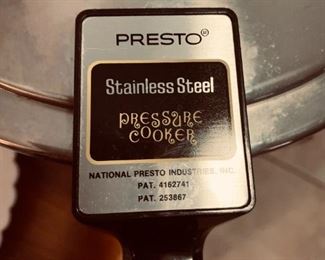 PRESTO®
Stainless Steel
PRESSURE
COOKER
NATIONAL PRESTO INDUSTRIES, INC.
PAT. 4162741
PAT. 253867